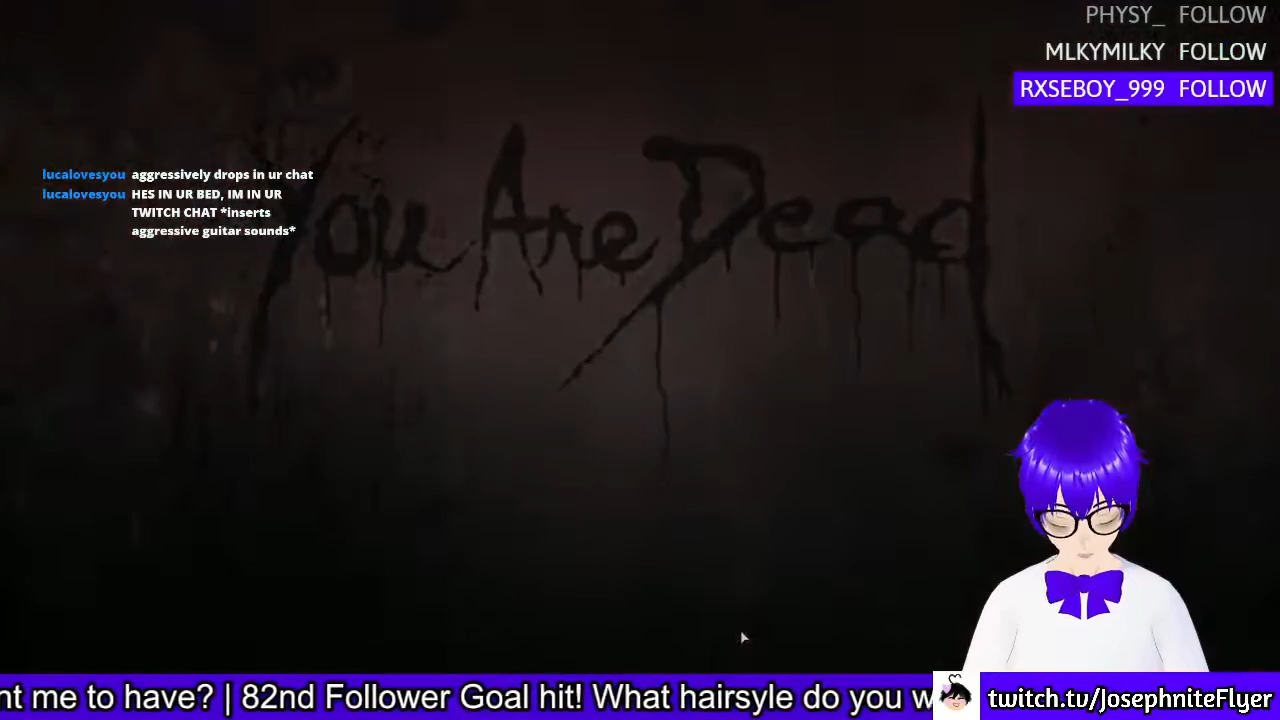 PHYSY_ FOLLOW
MLKYMILKY FOLLOW
RXSEBOY_999 FOLLOW
You Are Dead
lucalovesyou aggressively drops in ur chat
lucalovesyou HES IN UR BED, IM IN UR
TWITCH CHAT *inserts
aggressive guitar sounds*
nt me to have? | 82nd Follower Goal hit! What hairsyle do you w
twitch.tv/JosephniteFlyer